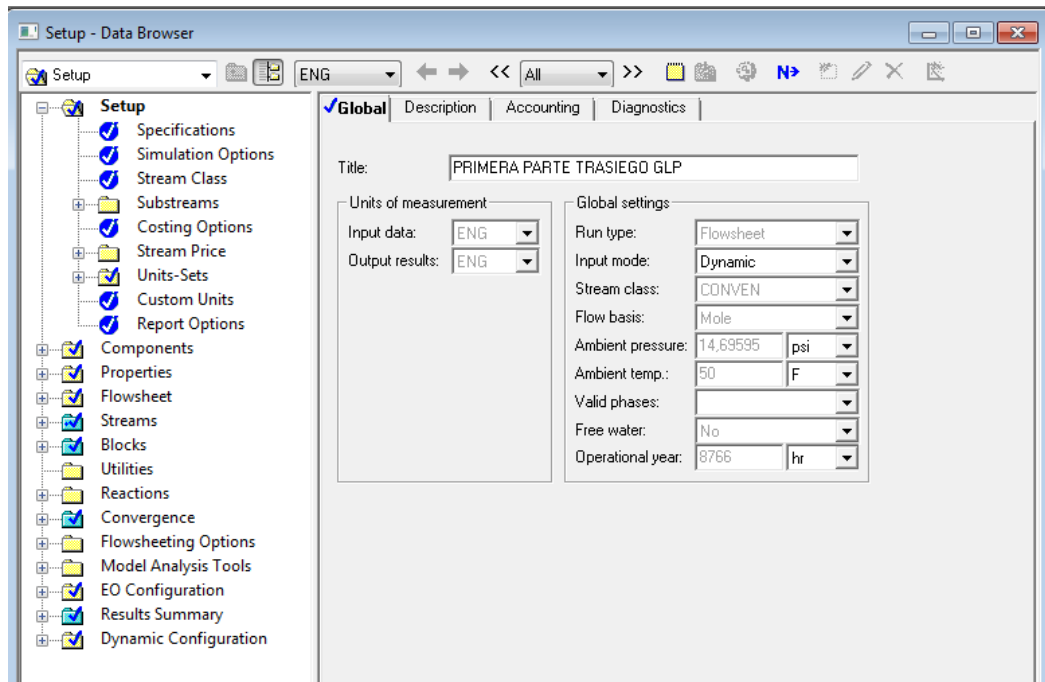 Setup - Data Browser
Setup
ENG
<< All >>
N>
Setup
Specifications
Simulation Options
Stream Class
Substreams
Costing Options
Stream Price
Units-Sets
Custom Units
Report Options
Components
Properties
Flowsheet
Streams
Blocks
Utilities
Reactions
Convergence
Flowsheeting Options
Model Analysis Tools
EO Configuration
Results Summary
Dynamic Configuration
Global Description Accounting Diagnostics
Title: PRIMERA PARTE TRASIEGO GLP
Units of measurement
Input data: ENG
Output results: ENG
Global settings
Run type: Flowsheet
Input mode: Dynamic
Stream class: CONVEN
Flow basis: Mole
Ambient pressure: 14,69595 psi
Ambient temp.: 50 F
Valid phases:
Free water: No
Operational year: 8766 hr